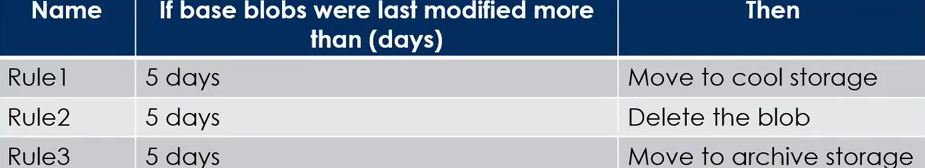 Name If base blobs were last modified more Then
than (days)
Rule1 5 days Move to cool storage
Rule2 5 days Delete the blob
Rule3 5 days Move to archive storage